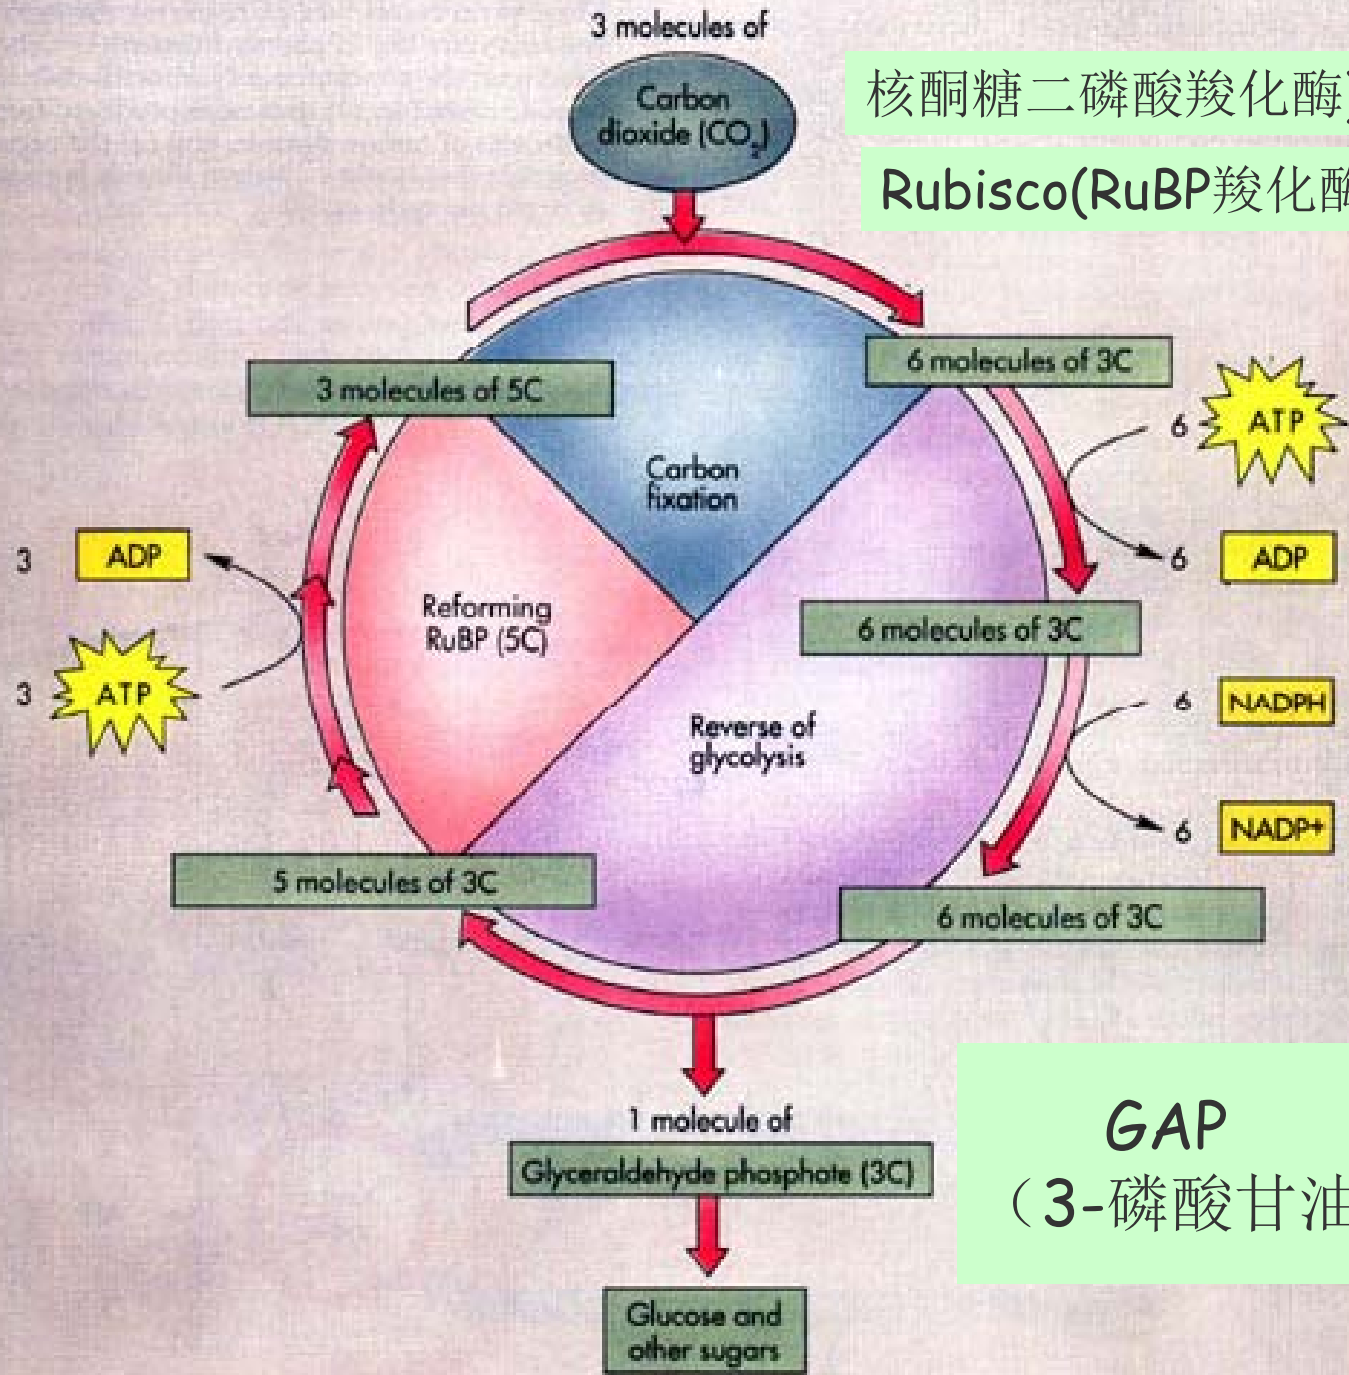 3 molecules of
Carbon
dioxide (CO₂)
核酮糖二磷酸羧化酶
Rubisco(RuBP羧化酶
3 molecules of 5C
6 molecules of 3C
6 ATP
Carbon
fixation
3 ADP
6 ADP
Reforming
RuBP (5C)
6 molecules of 3C
3 ATP
6 NADPH
Reverse of
glycolysis
6 NADP+
5 molecules of 3C
6 molecules of 3C
1 molecule of
Glyceraldehyde phosphate (3C)
GAP
（3-磷酸甘油
Glucose and
other sugars